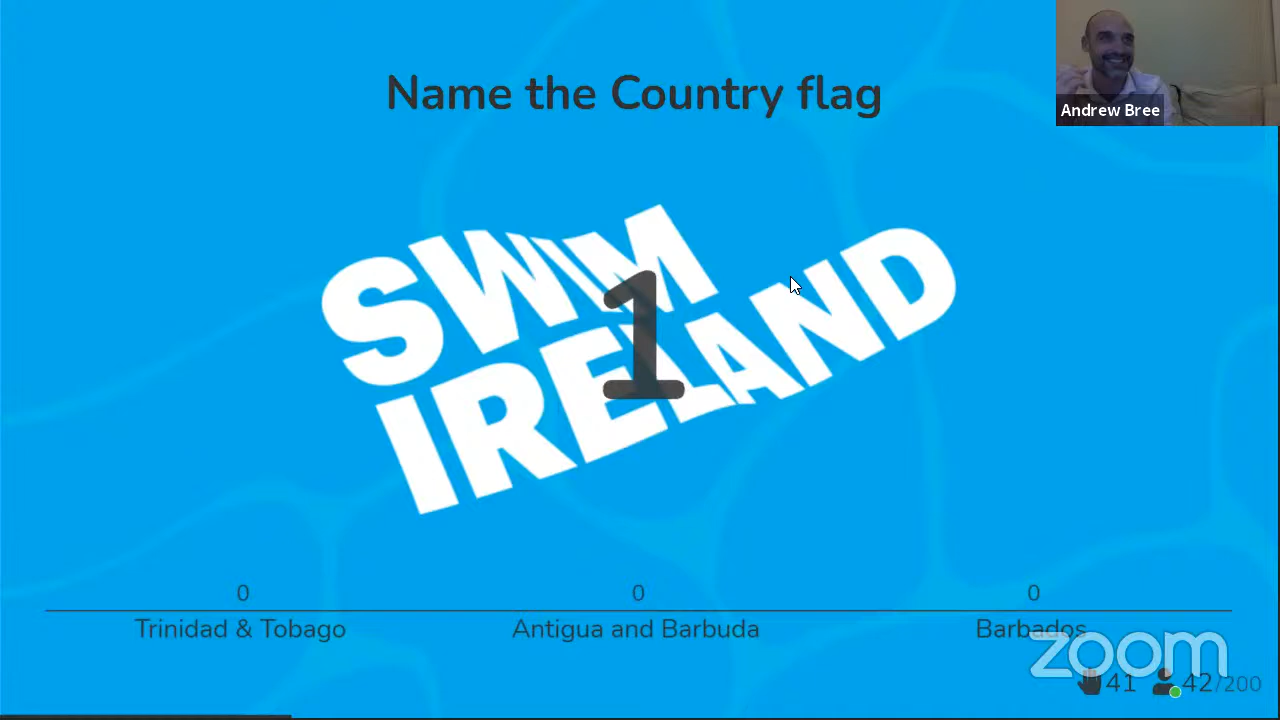 Name the Country flag
Andrew Bree
SWIM
IRELAND
1
0
0
0
Trinidad & Tobago
Antigua and Barbuda
Barbados
zoom
41
42/200